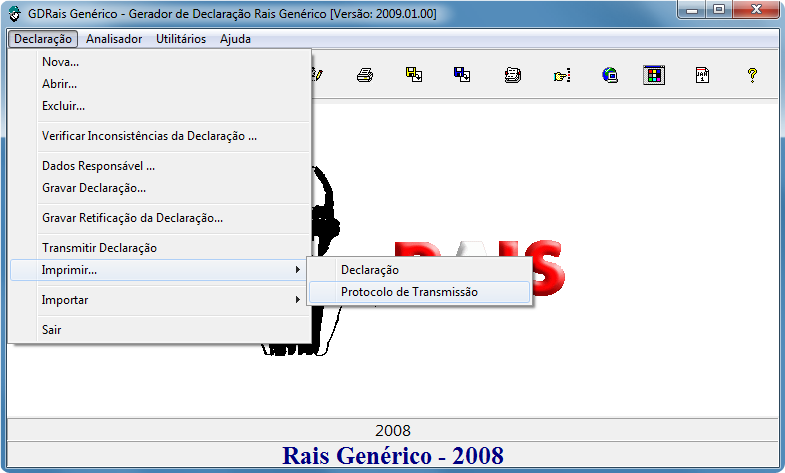 GDRais Genérico - Gerador de Declaração Rais Genérico [Versão: 2009.01.00]
Declaração Analisador Utilitários Ajuda
Nova...
Abrir...
Excluir...
Verificar Inconsistências da Declaração ...
Dados Responsável ...
Gravar Declaração...
Gravar Retificação da Declaração...
Transmitir Declaração
Imprimir...
Importar
Sair
Declaração
Protocolo de Transmissão
RAIS
2008
Rais Genérico - 2008